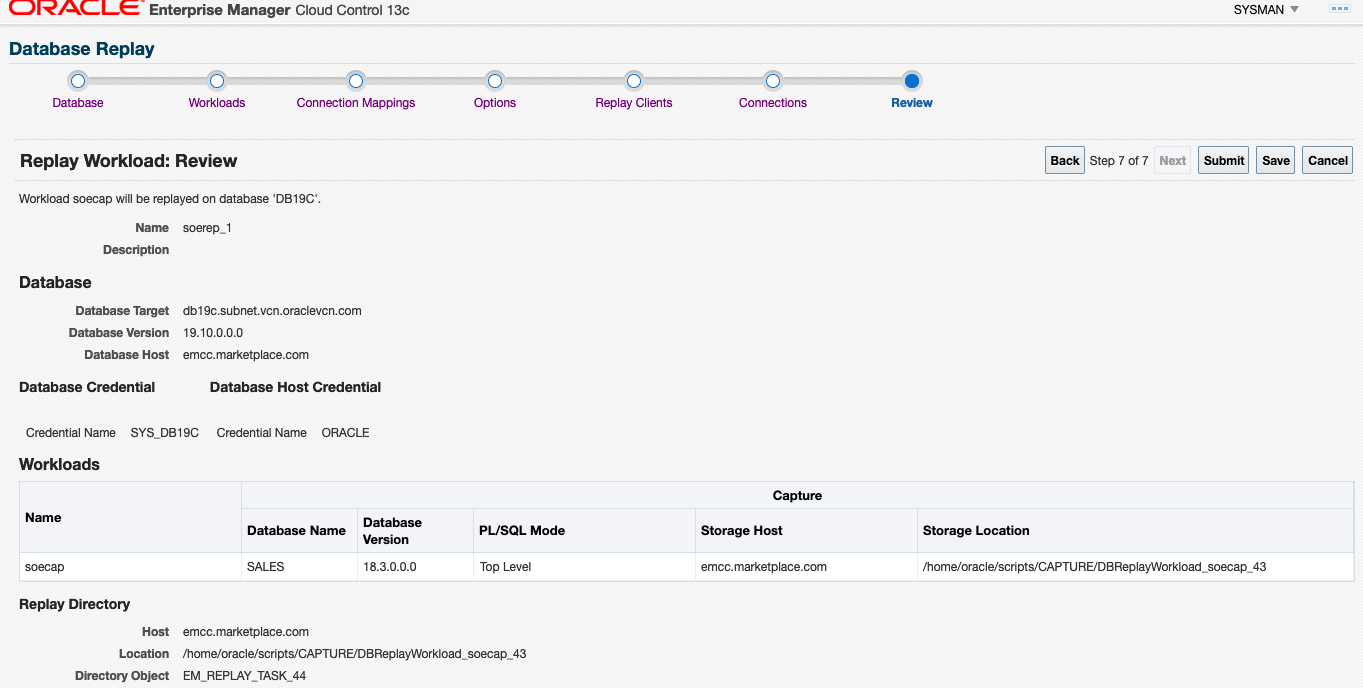 ORACLE Enterprise Manager Cloud Control 13c SYSMAN
Database Replay
Database Workloads Connection Mappings Options Replay Clients Connections Review
Replay Workload: Review Back Step 7 of 7 Next Submit Save Cancel
Workload soecap will be replayed on database 'DB19C'.
Name soerep_1
Description
Database
Database Target db19c.subnet.vcn.oraclevcn.com
Database Version 19.10.0.0.0
Database Host emcc.marketplace.com
Database Credential Database Host Credential
Credential Name SYS_DB19C Credential Name ORACLE
Workloads
Name Capture
Database Name Database Version PL/SQL Mode Storage Host Storage Location
soecap SALES 18.3.0.0.0 Top Level emcc.marketplace.com /home/oracle/scripts/CAPTURE/DBReplayWorkload_soecap_43
Replay Directory
Host emcc.marketplace.com
Location /home/oracle/scripts/CAPTURE/DBReplayWorkload_soecap_43
Directory Object EM_REPLAY_TASK_44